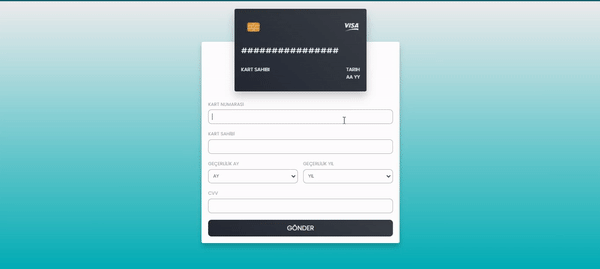 VISA
################
KART SAHIBI
TARIH
AA YY
KART NUMARASI
KART SAHIBI
GEÇERLILIK AY
GEÇERLILIK YIL
AY
YIL
CVV
GÖNDER